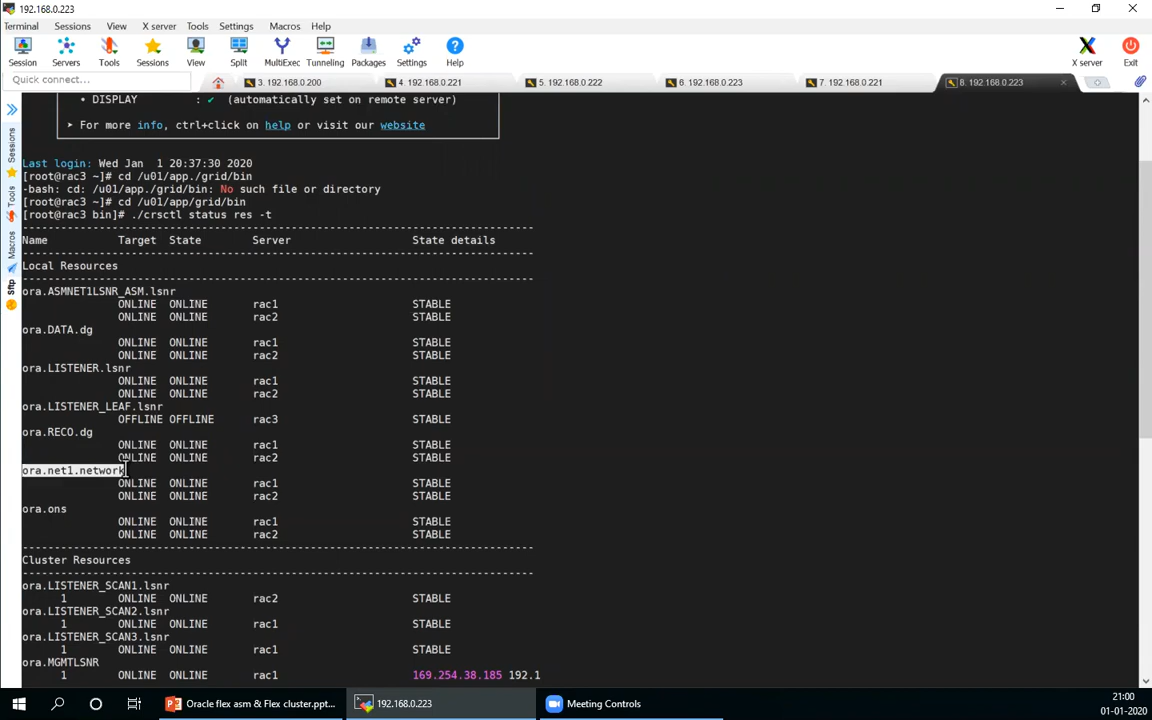 192.168.0.223
Terminal Sessions View X server Tools Settings Macros Help
Session Servers Tools Sessions View Split MultiExec Tunneling Packages Settings Help X server Exit
Quick connect... 3. 192.168.0.200 4. 192.168.0.221 5. 192.168.0.222 6. 192.168.0.223 7. 192.168.0.221 8. 192.168.0.223
Sessions
Tools
Macros
Sftp
• DISPLAY : ✔ (automatically set on remote server)
➤ For more info, ctrl+click on help or visit our website
Last login: Wed Jan 1 20:37:30 2020
[root@rac3 ~]# cd /u01/app./grid/bin
-bash: cd: /u01/app./grid/bin: No such file or directory
[root@rac3 ~]# cd /u01/app/grid/bin
[root@rac3 bin]# ./crsctl status res -t
--------------------------------------------------------------------------------
Name Target State Server State details
--------------------------------------------------------------------------------
Local Resources
--------------------------------------------------------------------------------
ora.ASMNET1LSNR_ASM.lsnr
ONLINE ONLINE rac1 STABLE
ONLINE ONLINE rac2 STABLE
ora.DATA.dg
ONLINE ONLINE rac1 STABLE
ONLINE ONLINE rac2 STABLE
ora.LISTENER.lsnr
ONLINE ONLINE rac1 STABLE
ONLINE ONLINE rac2 STABLE
ora.LISTENER_LEAF.lsnr
OFFLINE OFFLINE rac3 STABLE
ora.RECO.dg
ONLINE ONLINE rac1 STABLE
ONLINE ONLINE rac2 STABLE
ora.net1.network
ONLINE ONLINE rac1 STABLE
ONLINE ONLINE rac2 STABLE
ora.ons
ONLINE ONLINE rac1 STABLE
ONLINE ONLINE rac2 STABLE
--------------------------------------------------------------------------------
Cluster Resources
--------------------------------------------------------------------------------
ora.LISTENER_SCAN1.lsnr
1 ONLINE ONLINE rac2 STABLE
ora.LISTENER_SCAN2.lsnr
1 ONLINE ONLINE rac1 STABLE
ora.LISTENER_SCAN3.lsnr
1 ONLINE ONLINE rac1 STABLE
ora.MGMTLSNR
1 ONLINE ONLINE rac1 169.254.38.185 192.1
Oracle flex asm & Flex cluster.ppt... 192.168.0.223 Meeting Controls
21:00
01-01-2020